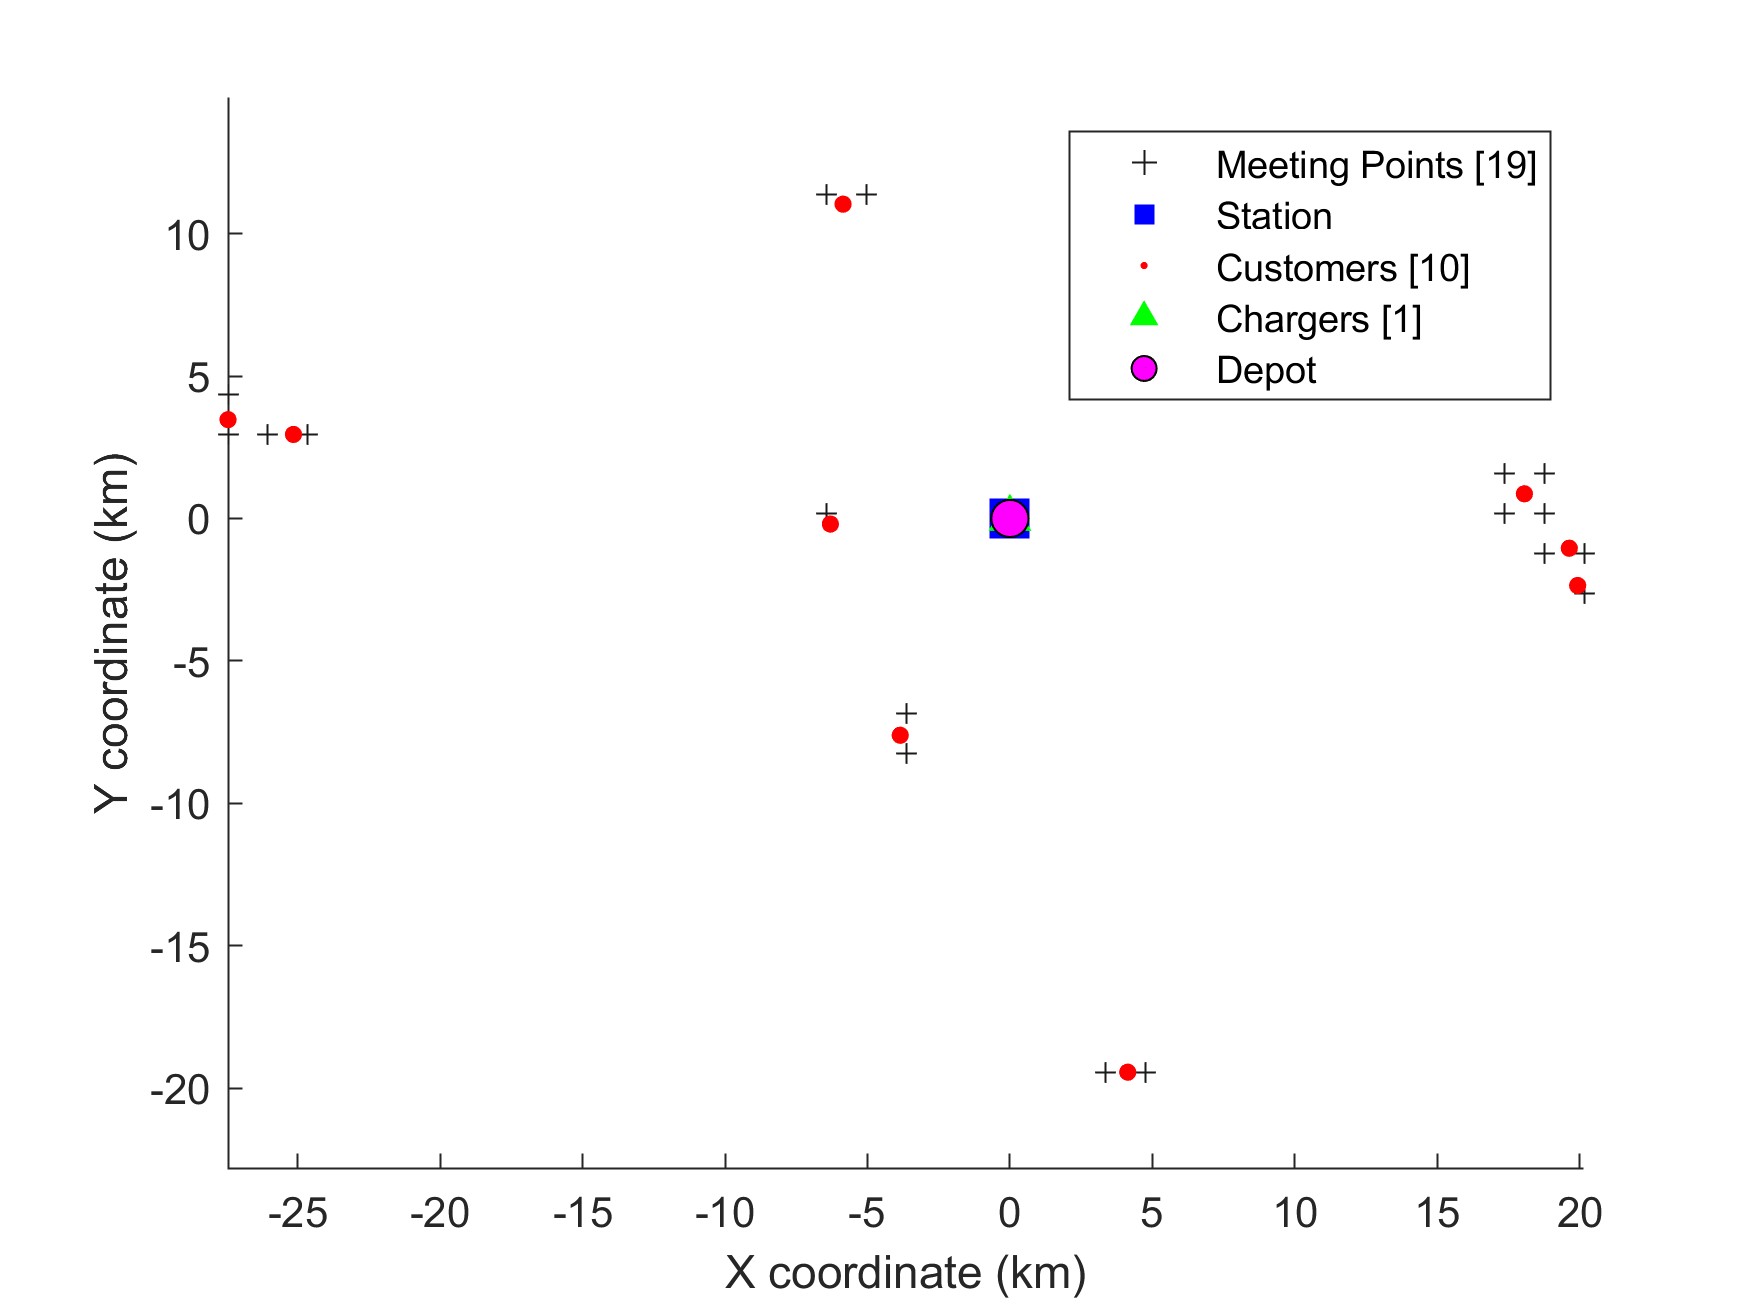 Meeting Points [19]
Station
Customers [10]
Chargers [1]
Depot
10
5
0
-5
-10
-15
-20
Y coordinate (km)
-25 -20 -15 -10 -5 0 5 10 15 20
X coordinate (km)